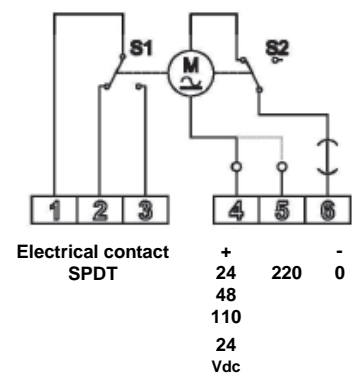 S1
M
S2
1 2 3 4 5 6
Electrical contact + -
SPDT 24 220 0
48
110
24
Vdc